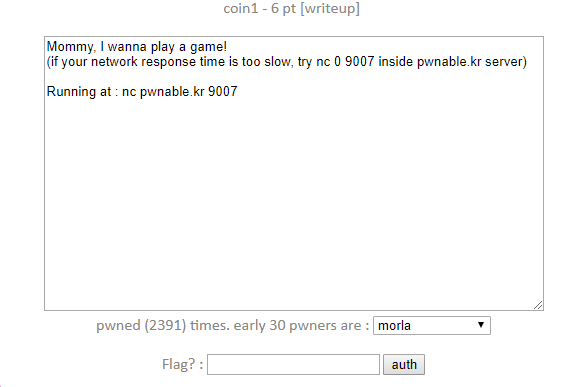 coin1 - 6 pt [writeup]
Mommy, I wanna play a game!
(if your network response time is too slow, try nc 0 9007 inside pwnable.kr server)
Running at : nc pwnable.kr 9007
pwned (2391) times. early 30 pwners are : morla
Flag? : auth